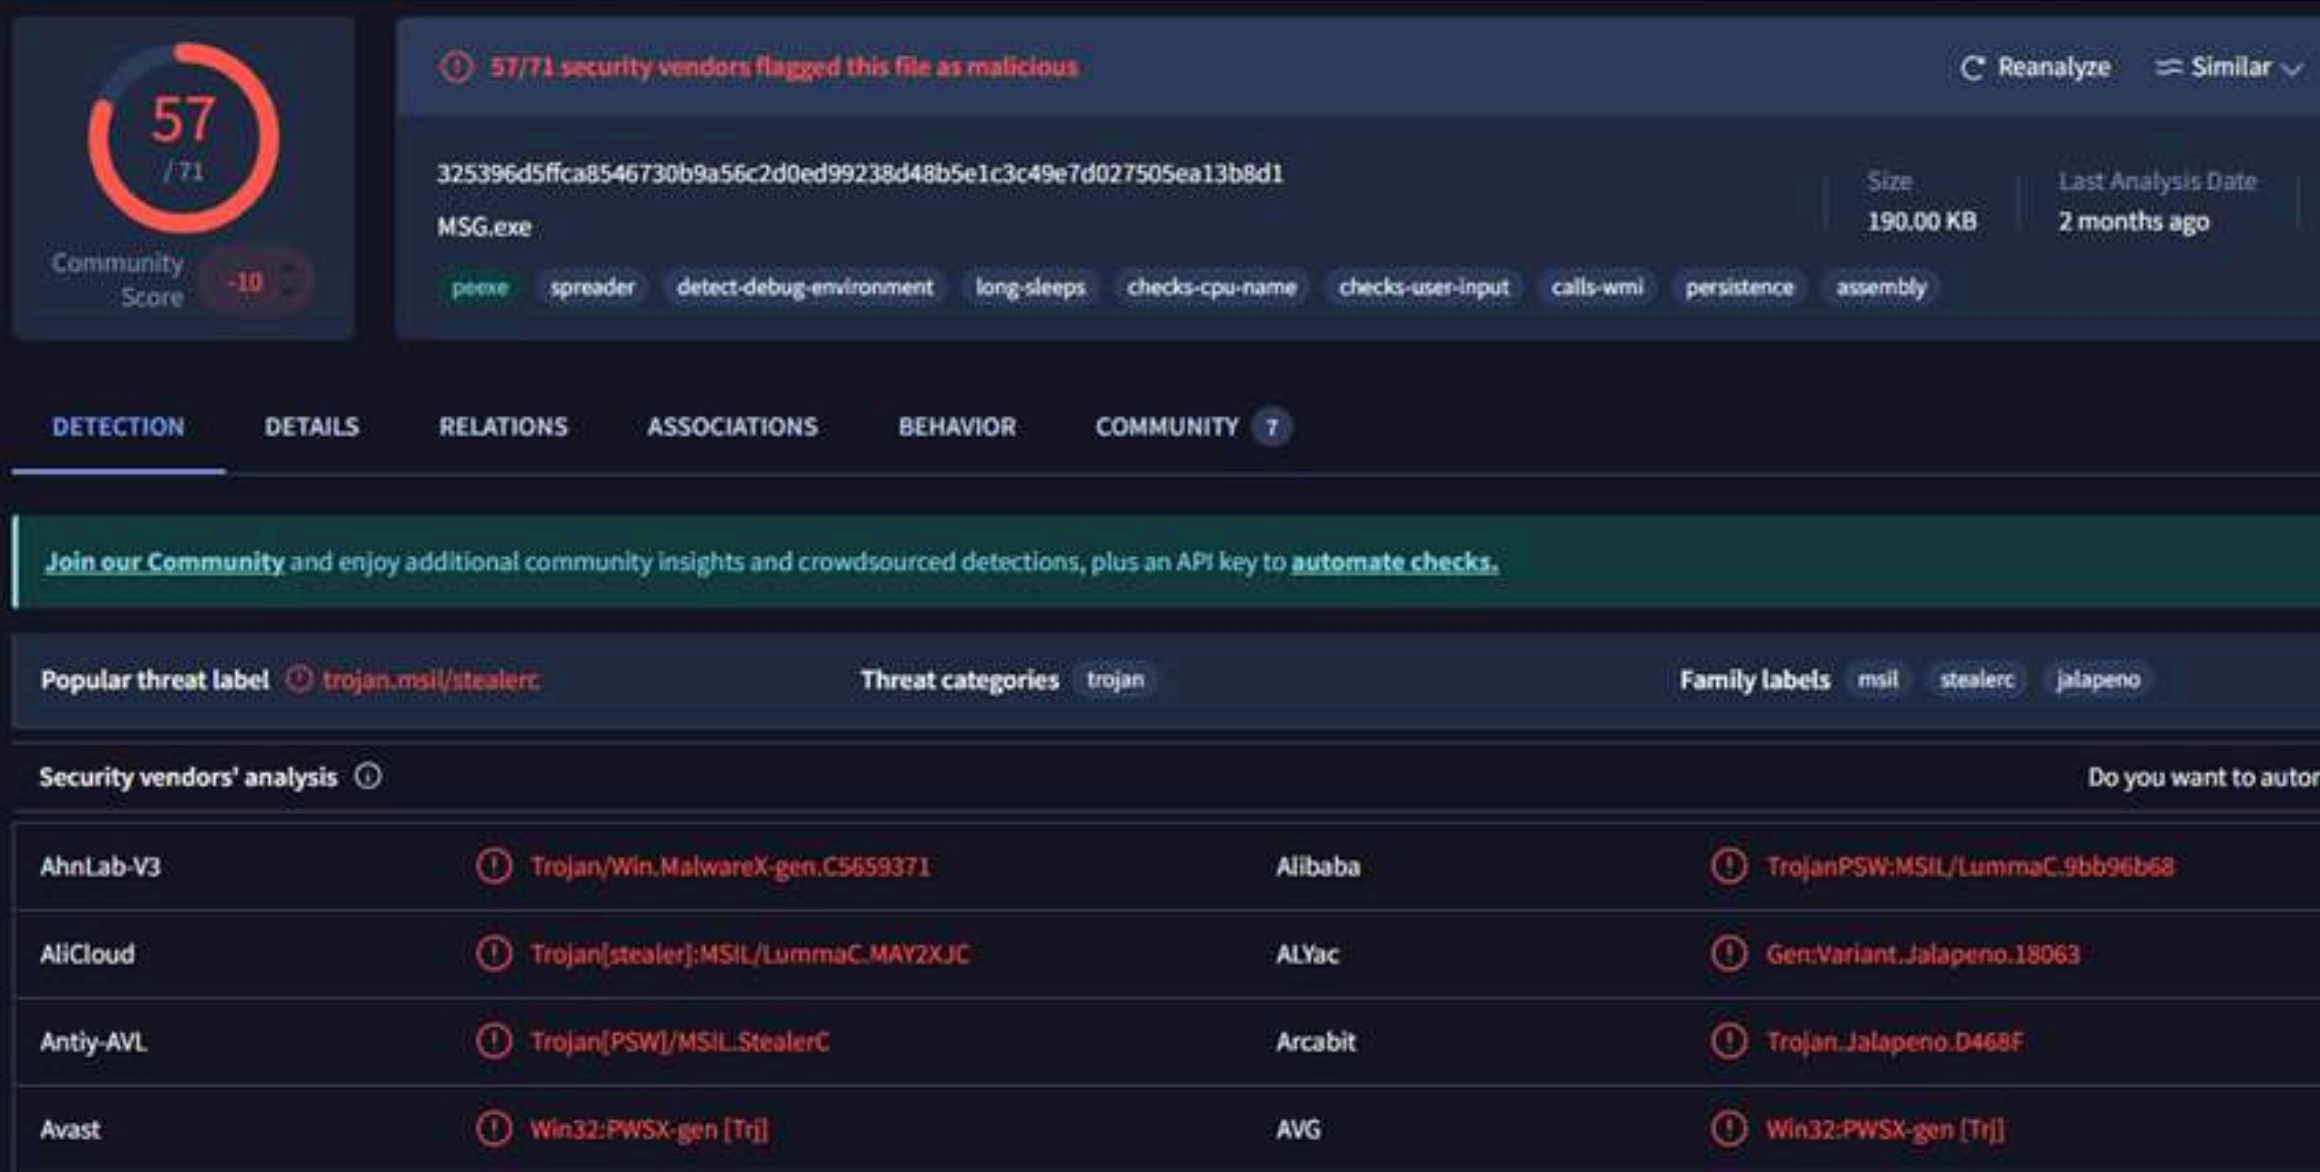 57
/71
Community
Score
-10
57/71 security vendors flagged this file as malicious
Reanalyze
Similar
325396d5ffca8546730b9a56c2d0ed99238d48b5e1c3c49e7d027505ea13b8d1
MSG.exe
Size
190.00 KB
Last Analysis Date
2 months ago
peexe spreader detect-debug-environment long-sleeps checks-cpu-name checks-user-input calls-wmi persistence assembly
DETECTION DETAILS RELATIONS ASSOCIATIONS BEHAVIOR COMMUNITY 7
Join our Community and enjoy additional community insights and crowdsourced detections, plus an API key to automate checks.
Popular threat label trojan.msil/stealerc Threat categories trojan Family labels msil stealerc jalapeno
Security vendors' analysis Do you want to autom
AhnLab-V3 Trojan/Win.MalwareX-gen.C5659371 Alibaba TrojanPSW:MSIL/LummaC.9bb96b68
AliCloud Trojan[stealer]:MSIL/LummaC.MAY2XJC ALYac Gen:Variant.Jalapeno.18063
Antiy-AVL Trojan[PSW]/MSIL.StealerC Arcabit Trojan.Jalapeno.D468F
Avast Win32:PWSX-gen [Trj] AVG Win32:PWSX-gen [Trj]